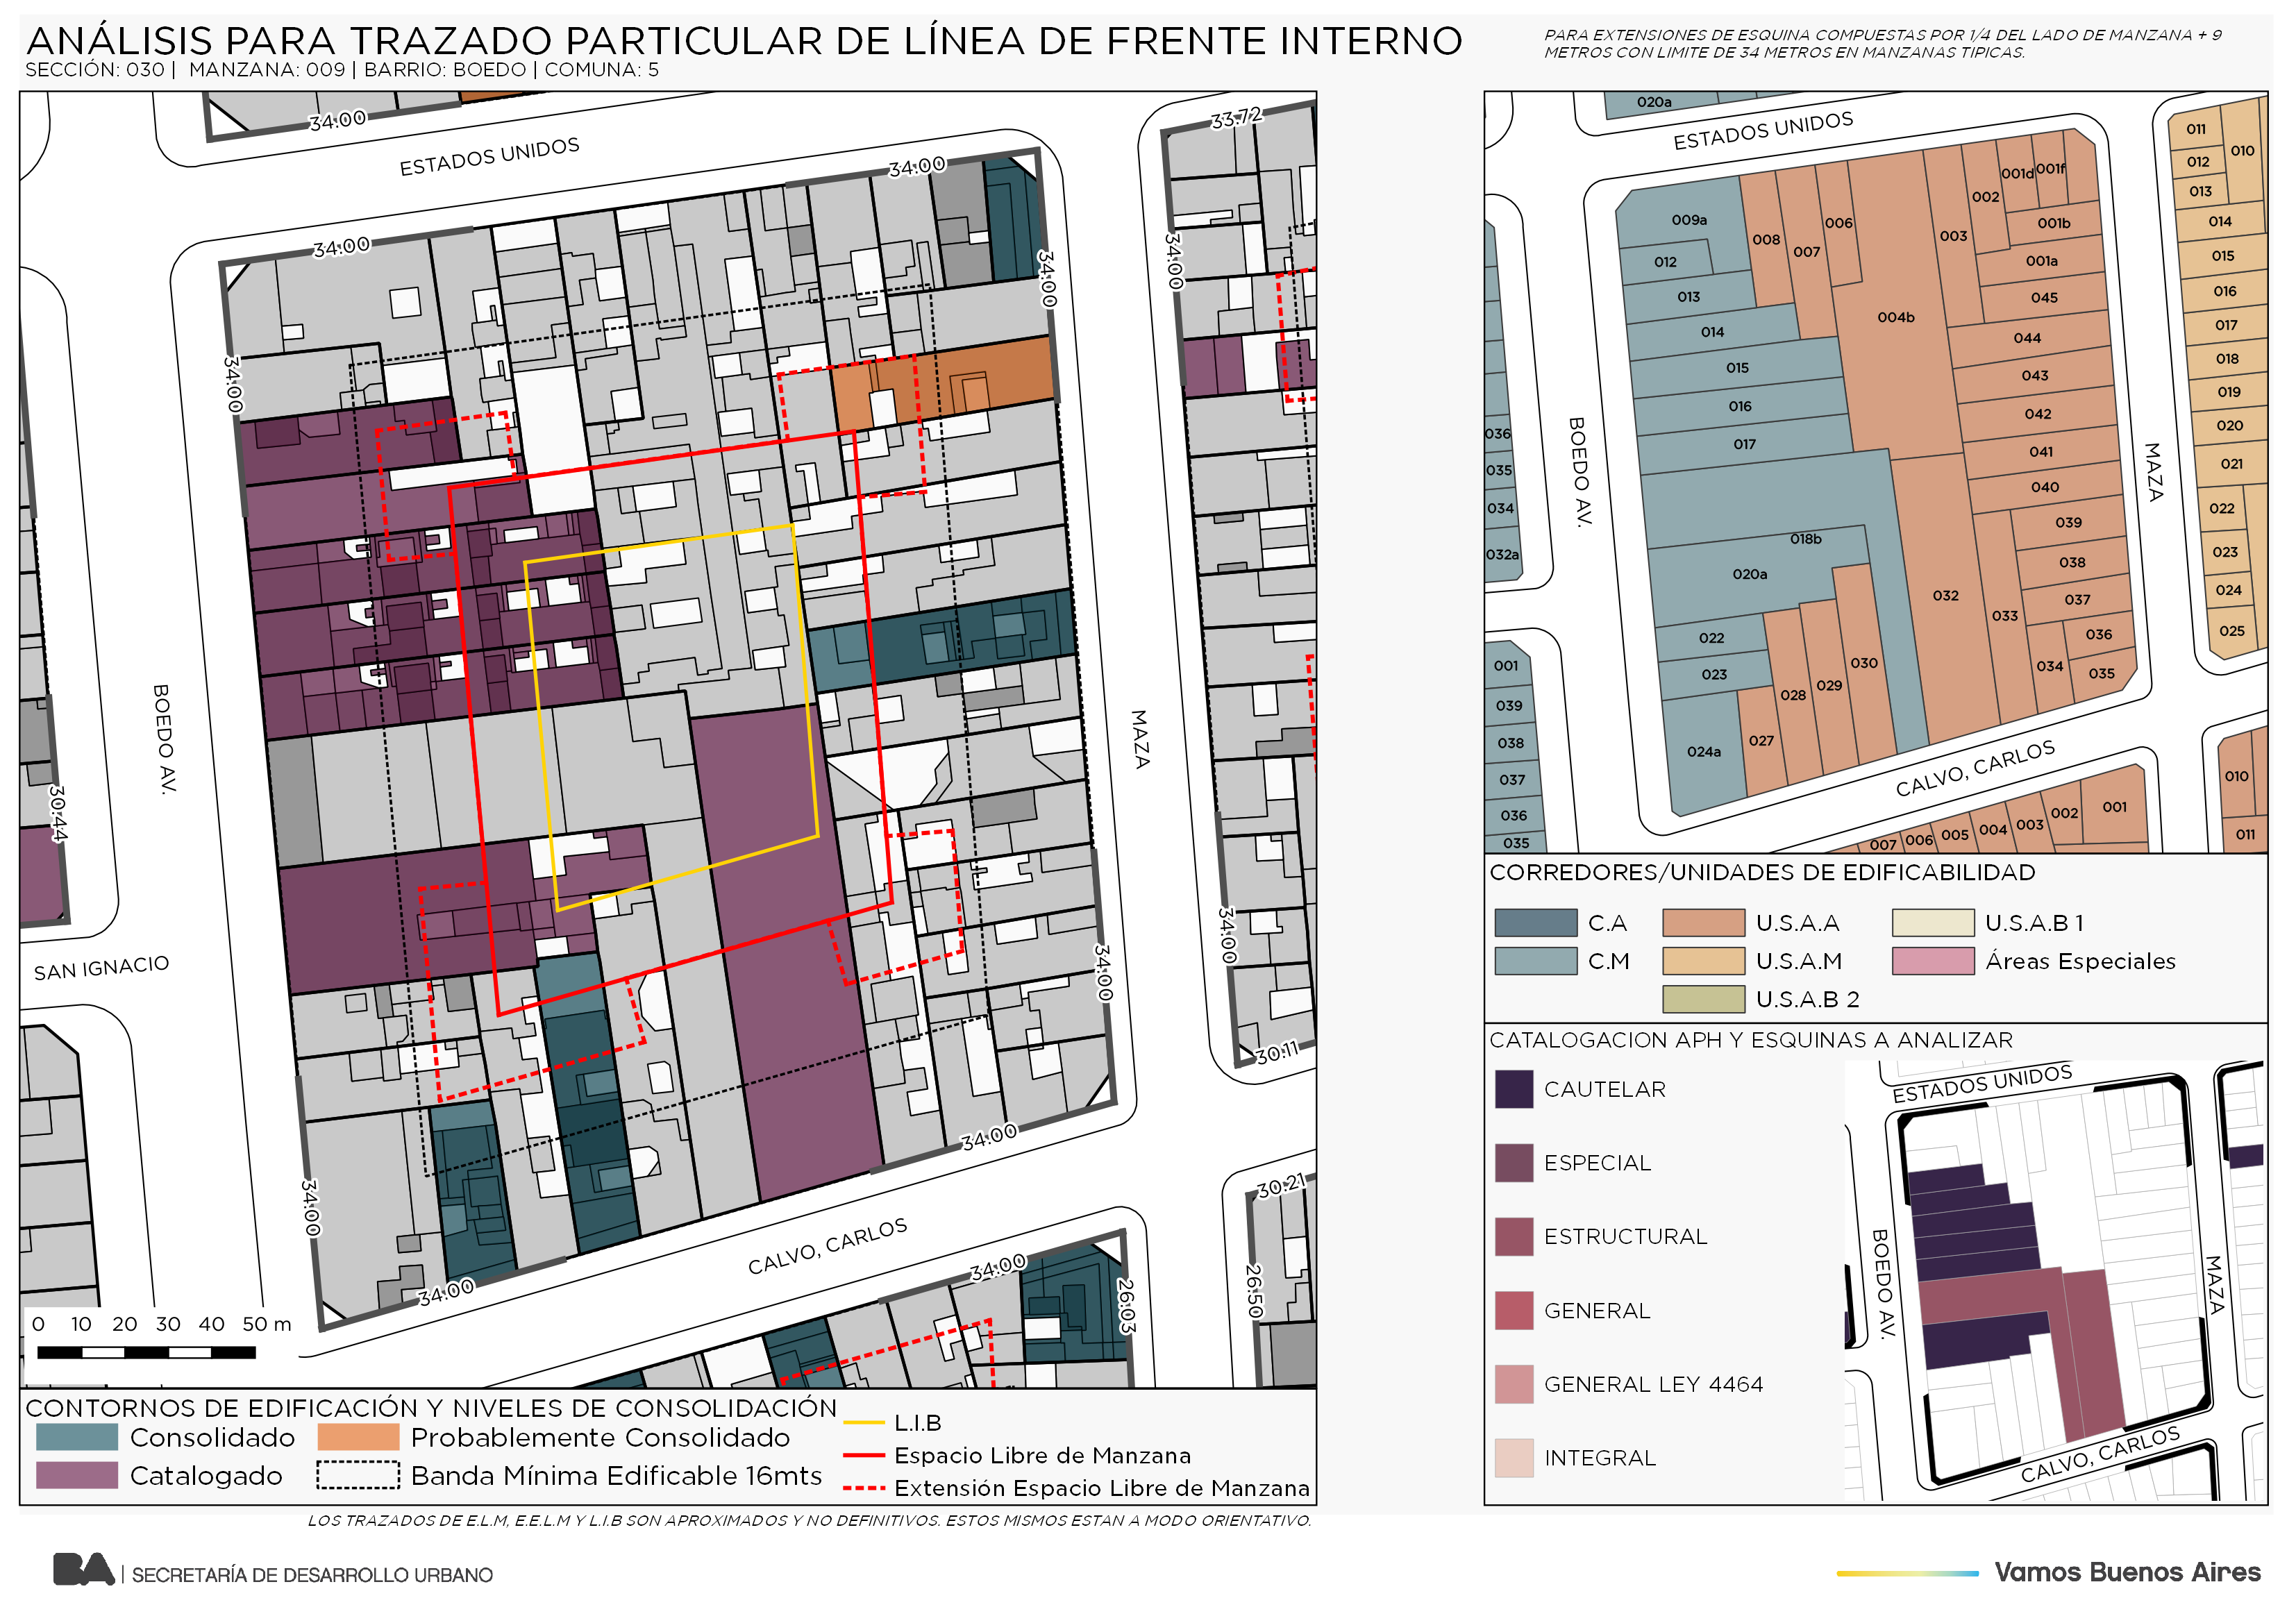 ANÁLISIS PARA TRAZADO PARTICULAR DE LÍNEA DE FRENTE INTERNO
SECCIÓN: 030 | MANZANA: 009 | BARRIO: BOEDO | COMUNA: 5
PARA EXTENSIONES DE ESQUINA COMPUESTAS POR 1/4 DEL LADO DE MANZANA + 9
METROS CON LIMITE DE 34 METROS EN MANZANAS TIPICAS.
34.00
ESTADOS UNIDOS
34.00
33.72
34.00
34.00
34.00
34.00
BOEDO AV.
MAZA
30.44
SAN IGNACIO
34.00
34.00
30.11
34.00
34.00
30.21
CALVO, CARLOS
34.00
34.00
26.03
26.50
0 10 20 30 40 50 m
CONTORNOS DE EDIFICACIÓN Y NIVELES DE CONSOLIDACIÓN
Consolidado
Probablemente Consolidado
Catalogado
Banda Mínima Edificable 16mts
L.I.B
Espacio Libre de Manzana
Extensión Espacio Libre de Manzana
LOS TRAZADOS DE E.L.M, E.E.L.M Y L.I.B SON APROXIMADOS Y NO DEFINITIVOS. ESTOS MISMOS ESTAN A MODO ORIENTATIVO.
020a
ESTADOS UNIDOS
BOEDO AV.
MAZA
CALVO, CARLOS
009a
012
013
014
015
016
017
018b
020a
022
023
024a
008
007
006
004b
003
002
001d
001f
001b
001a
045
044
043
042
041
040
039
038
037
036
035
034
033
032
030
029
028
027
011
010
012
013
014
015
016
017
018
019
020
021
022
023
024
025
036
035
034
032a
001
039
038
037
036
035
007
006
005
004
003
002
001
010
011
CORREDORES/UNIDADES DE EDIFICABILIDAD
C.A
U.S.A.A
U.S.A.B 1
C.M
U.S.A.M
Áreas Especiales
U.S.A.B 2
CATALOGACION APH Y ESQUINAS A ANALIZAR
CAUTELAR
ESPECIAL
ESTRUCTURAL
GENERAL
GENERAL LEY 4464
INTEGRAL
ESTADOS UNIDOS
BOEDO AV.
MAZA
CALVO, CARLOS
BA | SECRETARÍA DE DESARROLLO URBANO
Vamos Buenos Aires